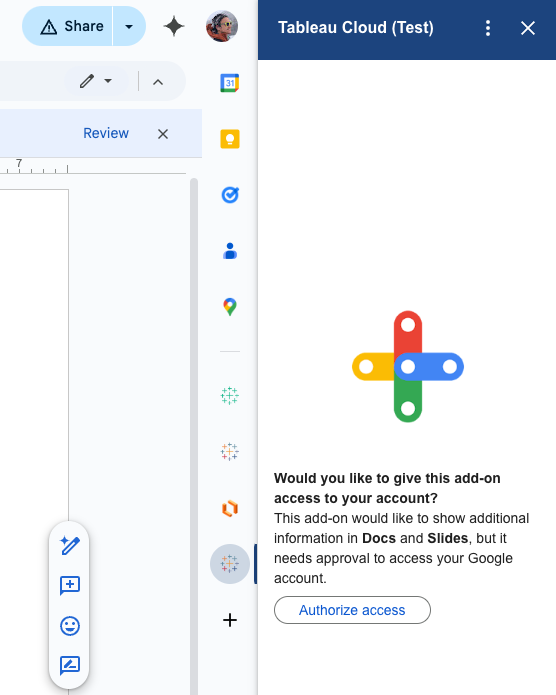 Share
Tableau Cloud (Test)
31
Review
7
Would you like to give this add-on
access to your account?
This add-on would like to show additional
information in Docs and Slides, but it
needs approval to access your Google
account.
Authorize access